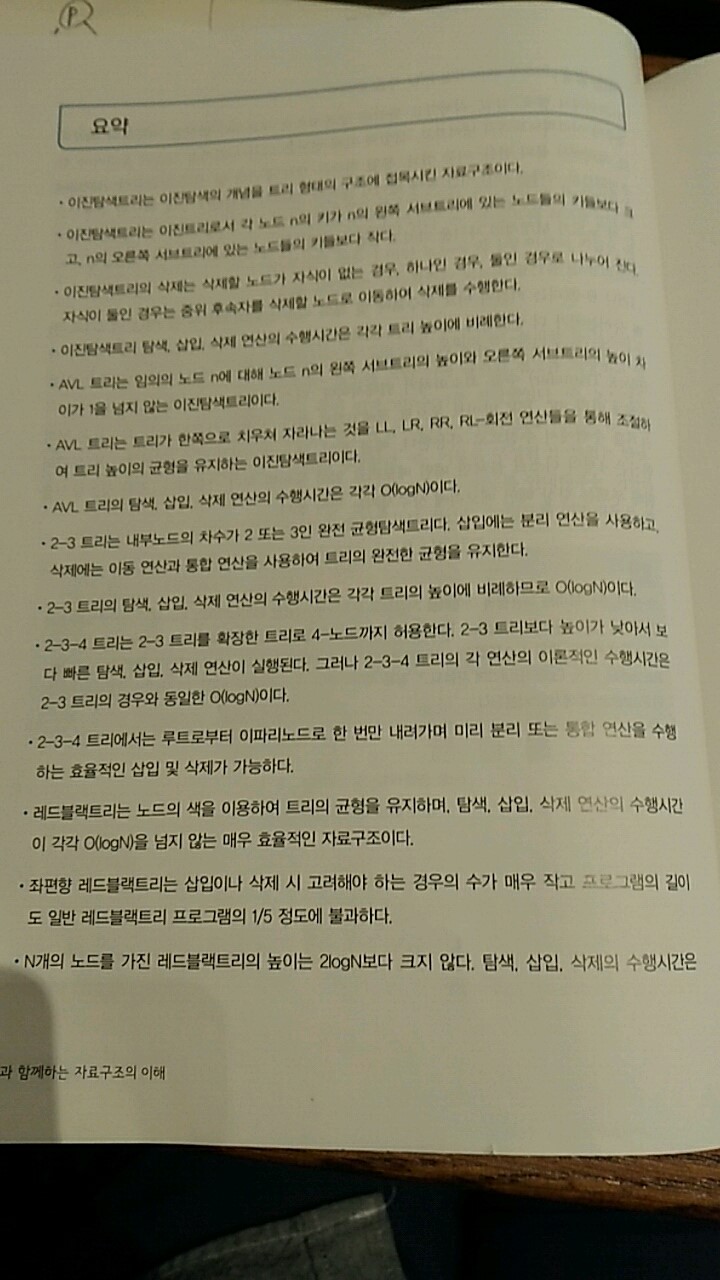 요약
· 이진탐색트리는 이진탐색의 개념을 트리 형태의 구조에 접목시킨 자료구조이다.
· 이진탐색트리는 이진트리로서 각 노드 n의 키가 n의 왼쪽 서브트리에 있는 노드들의 키들보다 크
고, n의 오른쪽 서브트리에 있는 노드들의 키들보다 작다.
· 이진탐색트리의 삭제는 삭제할 노드가 자식이 없는 경우, 하나인 경우, 둘인 경우로 나누어 진다.
자식이 둘인 경우는 중위 후속자를 삭제할 노드로 이동하여 삭제를 수행한다.
· 이진탐색트리 탐색, 삽입, 삭제 연산의 수행시간은 각각 트리 높이에 비례한다.
· AVL 트리는 임의의 노드 n에 대해 노드 n의 왼쪽 서브트리의 높이와 오른쪽 서브트리의 높이 차
이가 1을 넘지 않는 이진탐색트리이다.
· AVL 트리는 트리가 한쪽으로 치우쳐 자라나는 것을 LL, LR, RR, RL-회전 연산들을 통해 조절하
여 트리 높이의 균형을 유지하는 이진탐색트리이다.
· AVL 트리의 탐색, 삽입, 삭제 연산의 수행시간은 각각 O(logN)이다.
· 2-3 트리는 내부노드의 차수가 2 또는 3인 완전 균형탐색트리다. 삽입에는 분리 연산을 사용하고,
삭제에는 이동 연산과 통합 연산을 사용하여 트리의 완전한 균형을 유지한다.
· 2-3 트리의 탐색, 삽입, 삭제 연산의 수행시간은 각각 트리의 높이에 비례하므로 O(logN)이다.
· 2-3-4 트리는 2-3 트리를 확장한 트리로 4-노드까지 허용한다. 2-3 트리보다 높이가 낮아서 보
다 빠른 탐색, 삽입, 삭제 연산이 실행된다. 그러나 2-3-4 트리의 각 연산의 이론적인 수행시간은
2-3 트리의 경우와 동일한 O(logN)이다.
· 2-3-4 트리에서는 루트로부터 이파리노드로 한 번만 내려가며 미리 분리 또는 통합 연산을 수행
하는 효율적인 삽입 및 삭제가 가능하다.
· 레드블랙트리는 노드의 색을 이용하여 트리의 균형을 유지하며, 탐색, 삽입, 삭제 연산의 수행시간
이 각각 O(logN)을 넘지 않는 매우 효율적인 자료구조이다.
· 좌편향 레드블랙트리는 삽입이나 삭제 시 고려해야 하는 경우의 수가 매우 작고 프로그램의 길이
도 일반 레드블랙트리 프로그램의 1/5 정도에 불과하다.
· N개의 노드를 가진 레드블랙트리의 높이는 2logN보다 크지 않다. 탐색, 삽입, 삭제의 수행시간은
과 함께하는 자료구조의 이해